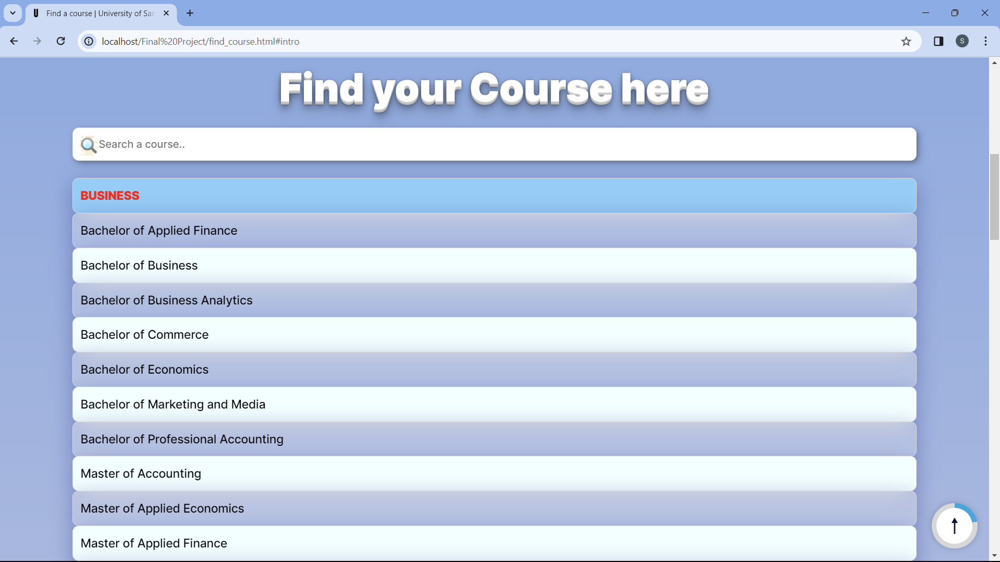 Find a course | University of San
localhost/Final%20Project/find_course.html#intro
S
Find your Course here
Search a course..
BUSINESS
Bachelor of Applied Finance
Bachelor of Business
Bachelor of Business Analytics
Bachelor of Commerce
Bachelor of Economics
Bachelor of Marketing and Media
Bachelor of Professional Accounting
Master of Accounting
Master of Applied Economics
Master of Applied Finance